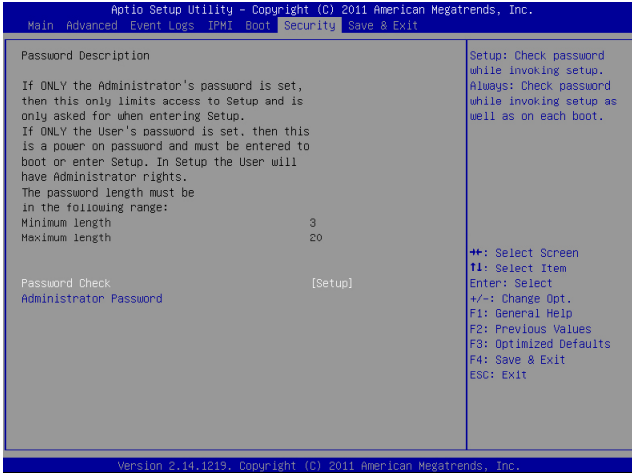 Aptio Setup Utility – Copyright (C) 2011 American Megatrends, Inc.
Main Advanced Event Logs IPMI Boot Security Save & Exit
Password Description
If ONLY the Administrator's password is set,
then this only limits access to Setup and is
only asked for when entering Setup.
If ONLY the User's password is set. then this
is a power on password and must be entered to
boot or enter Setup. In Setup the User will
have Administrator rights.
The password length must be
in the following range:
Minimum length 3
Maximum length 20
Password Check [Setup]
Administrator Password
Setup: Check password
while invoking setup.
Always: Check password
while invoking setup as
well as on each boot.
→←: Select Screen
↑↓: Select Item
Enter: Select
+/-: Change Opt.
F1: General Help
F2: Previous Values
F3: Optimized Defaults
F4: Save & Exit
ESC: Exit
Version 2.14.1219. Copyright (C) 2011 American Megatrends, Inc.